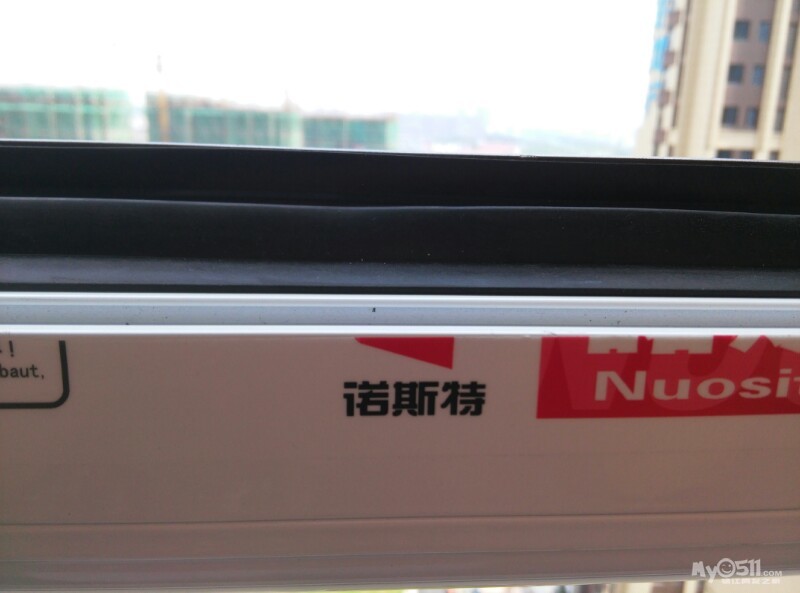 !
baut.
诺斯特
Nuosi
My0511.COM